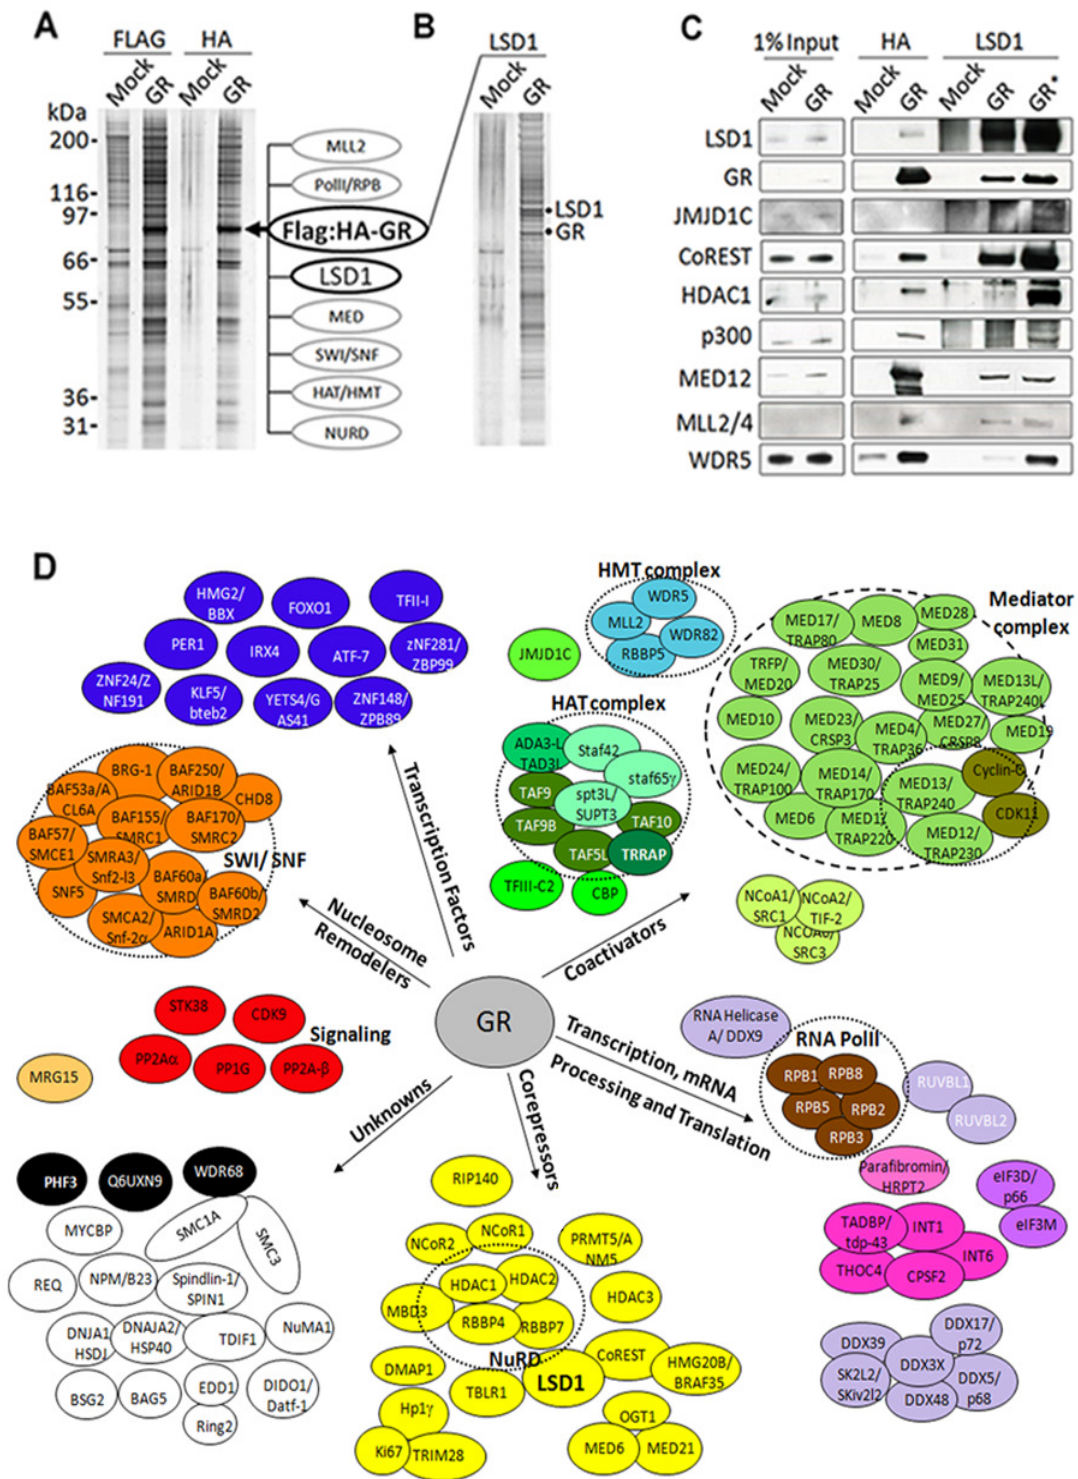 A
FLAG HA
Mock GR Mock GR
kDa
200-
116-
97-
66-
55-
36-
31-
MLL2
PolII/RPB
Flag:HA-GR
LSD1
MED
SWI/SNF
HAT/HMT
NURD
B
LSD1
Mock GR
LSD1
GR
C
1% Input HA LSD1
Mock GR Mock GR Mock GR GR*
LSD1
GR
JMJD1C
CoREST
HDAC1
p300
MED12
MLL2/4
WDR5
D
HMG2/
BBX
FOXO1
TFII-I
PER1
IRX4
ATF-7
zNF281/
ZBP99
ZNF24/Z
NF191
KLF5/
bteb2
YETS4/G
AS41
ZNF148/
ZPB89
Transcription Factors
HMT complex
WDR5
MLL2
WDR82
RBBP5
JMJD1C
HAT complex
ADA3-L
TAD3L
Staf42
staf65γ
TAF9
spt3L/
SUPT3
TAF9B
TAF10
TAF5L
TRRAP
TFIII-C2
CBP
Mediator
complex
MED17/
TRAP80
MED8
MED28
MED31
TRFP/
MED20
MED30/
TRAP25
MED9/
MED25
MED13L/
TRAP240L
MED10
MED23/
CRSP3
MED4/
TRAP36
MED27/
CRSP8
MED19
MED24/
TRAP100
MED14/
TRAP170
MED13/
TRAP240
Cyclin-C
CDK11
MED6
MED1/
TRAP220
MED12/
TRAP230
NCoA1/
SRC1
NCoA2/
TIF-2
NCOA6/
SRC3
Coactivators
BRG-1
BAF250/
ARID1B
BAF53a/A
CL6A
CHD8
BAF155/
SMRC1
BAF170/
SMRC2
BAF57/
SMCE1
SMRA3/
Snf2-l3
SWI/ SNF
BAF60a/
SMRD
SNF5
BAF60b/
SMRD2
SMCA2/
Snf-2α
ARID1A
Nucleosome
Remodelers
GR
STK38
CDK9
Signaling
PP2Aα
PP1G
PP2A-β
MRG15
Unknowns
PHF3
Q6UXN9
WDR68
MYCBP
SMC1A
SMC3
REQ
NPM/B23
Spindlin-1/
SPIN1
DNJA1
HSDJ
DNAJA2/
HSP40
TDIF1
NuMA1
BSG2
BAG5
EDD1
Ring2
DIDO1/
Datf-1
Corepressors
RIP140
NCoR2
NCoR1
PRMT5/A
NM5
HDAC1
HDAC2
HDAC3
MBD3
RBBP4
RBBP7
NuRD
DMAP1
TBLR1
LSD1
CoREST
HMG20B/
BRAF35
Hp1γ
Ki67
TRIM28
OGT1
MED6
MED21
Transcription, mRNA
Processing and Translation
RNA Helicase
A/ DDX9
RNA PolII
RPB1
RPB8
RPB5
RPB2
RPB3
RUVBL1
RUVBL2
Parafibromin/
HRPT2
eIF3D/
p66
eIF3M
TADBP/
tdp-43
INT1
INT6
THOC4
CPSF2
DDX39
DDX17/
p72
SK2L2/
SKiv2l2
DDX3X
DDX5/
p68
DDX48